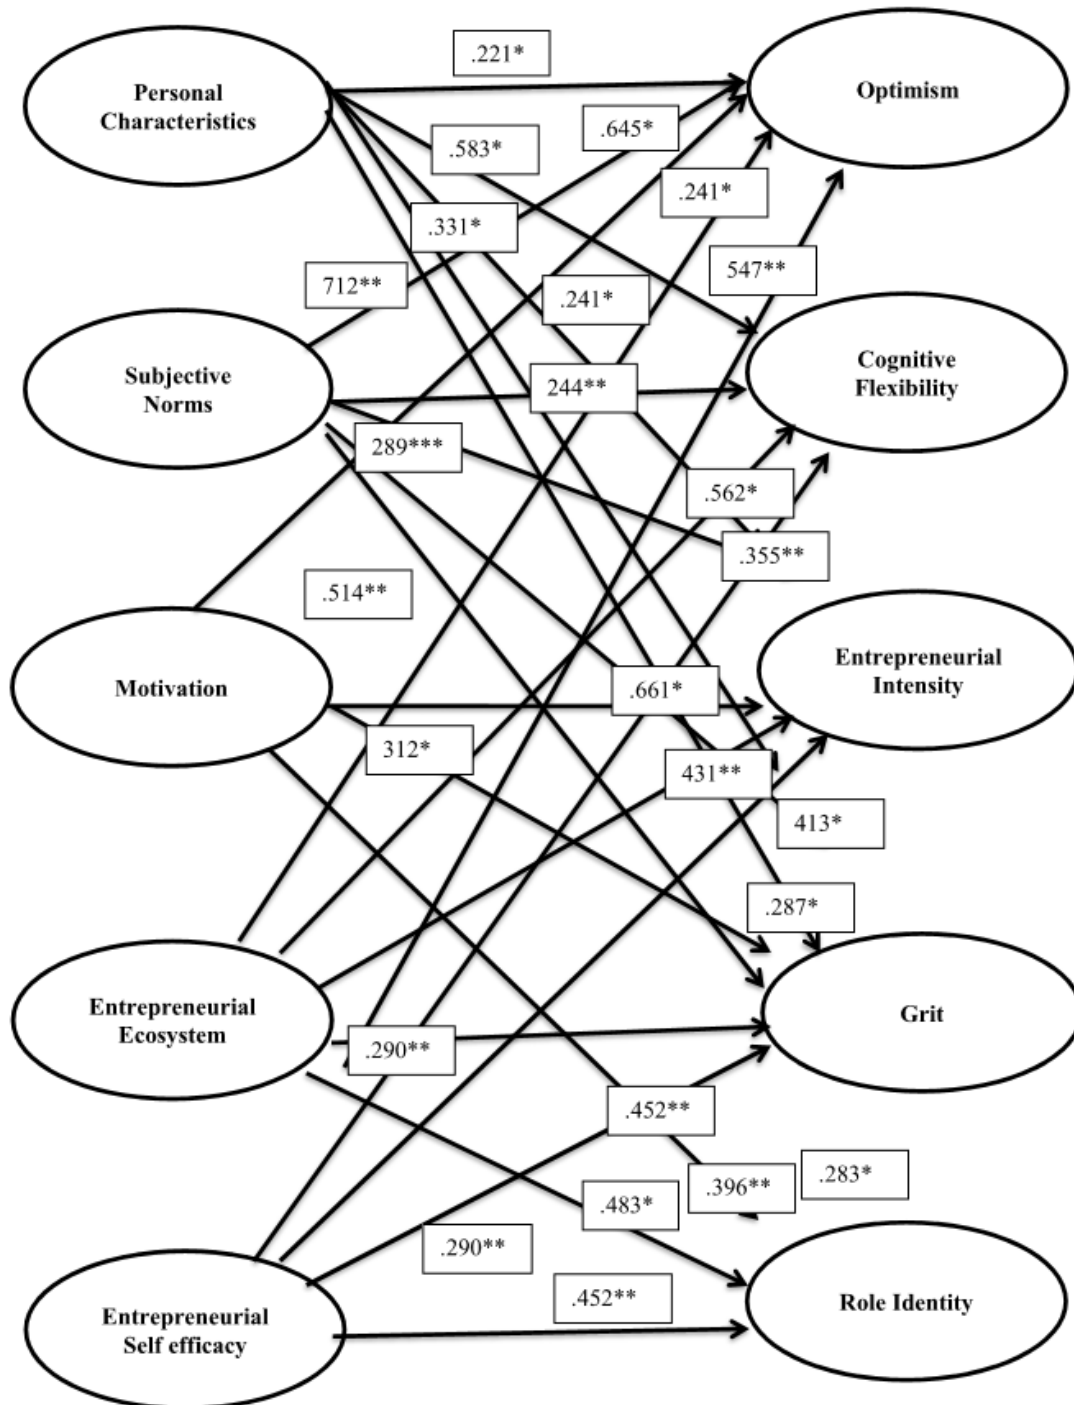 .221*
Personal
Characteristics
Optimism
.645*
.583*
.241*
.331*
547**
712**
.241*
Subjective
Norms
Cognitive
Flexibility
244**
289***
.562*
.355**
.514**
Motivation
Entrepreneurial
Intensity
.661*
312*
431**
413*
.287*
Entrepreneurial
Ecosystem
Grit
.290**
.452**
.283*
.396**
.483*
.290**
.452**
Entrepreneurial
Self efficacy
Role Identity